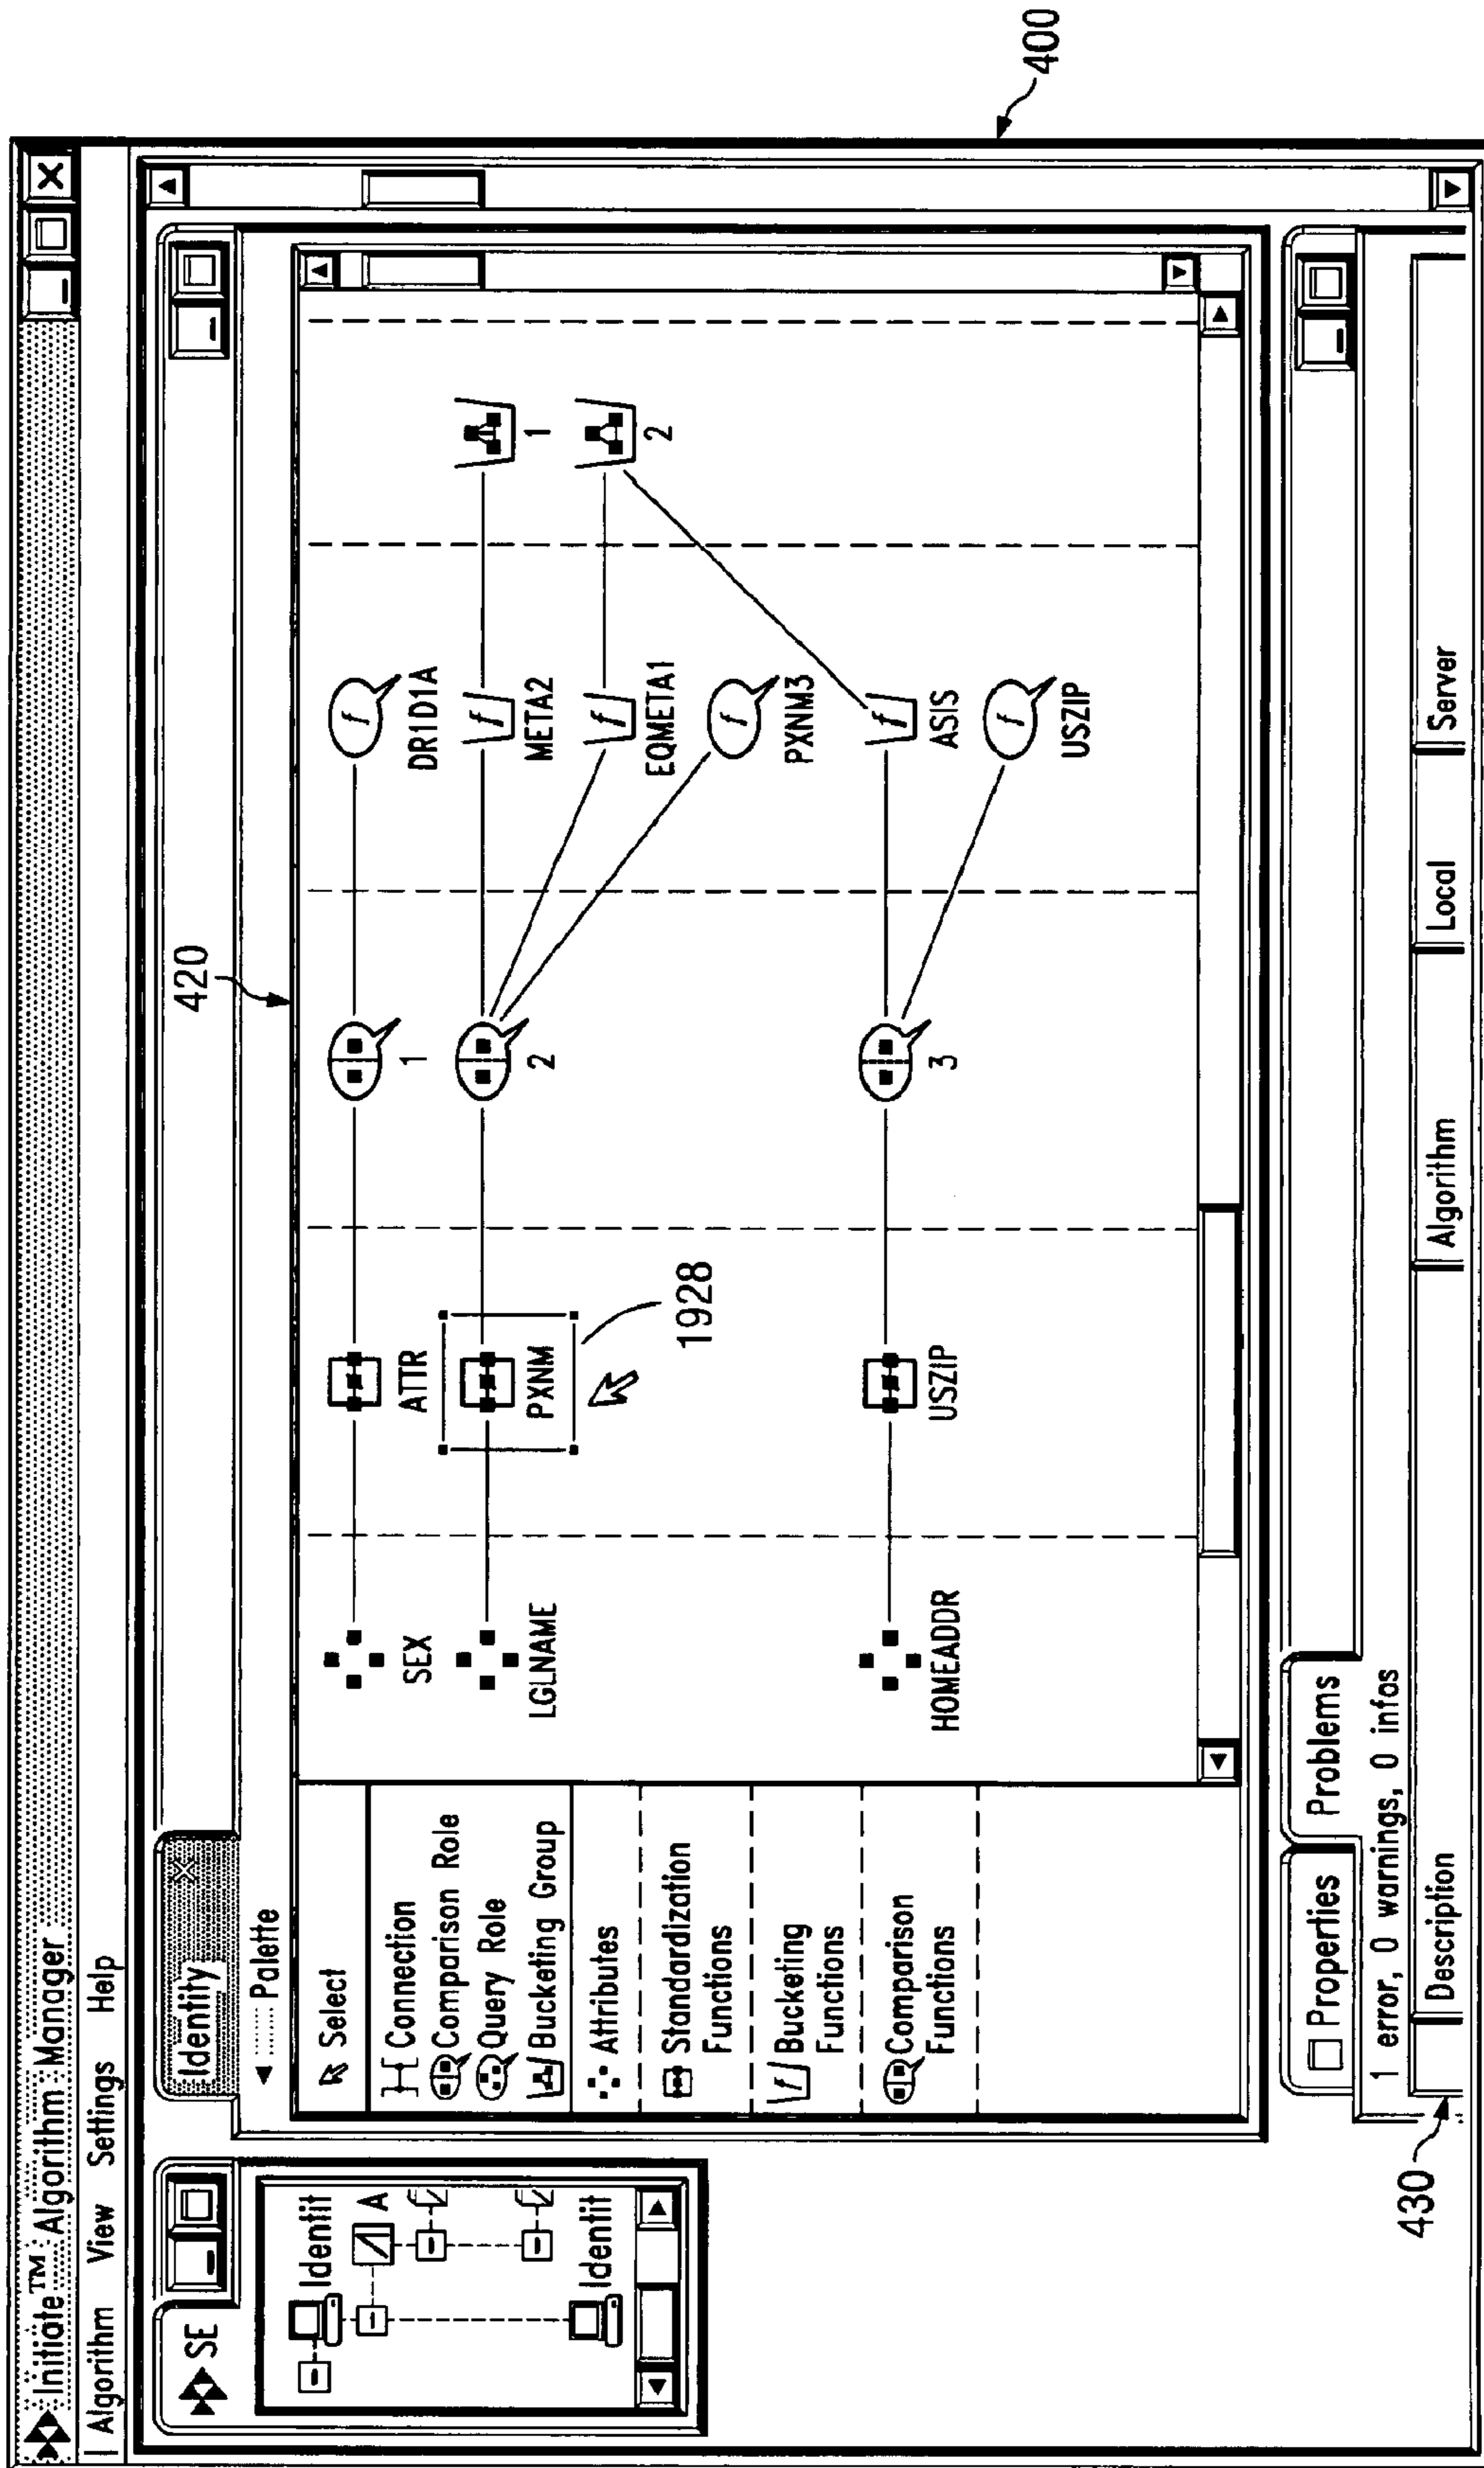 Initiate™ Algorithm Manager
Algorithm View Settings Help
SE
Identit
A
Identit
Identity X
Palette
Select
Connection
Comparison Role
Query Role
Bucketing Group
Attributes
Standardization
Functions
Bucketing
Functions
Comparison
Functions
420
SEX
ATTR
1
DR1D1A
LGLNAME
PXNM
2
META2
1
EQMETA1
2
1928
PXNM3
HOMEADDR
USZIP
3
ASIS
USZIP
400
Properties
Problems
1 error, 0 warnings, 0 infos
Description
Algorithm
Local
Server
430